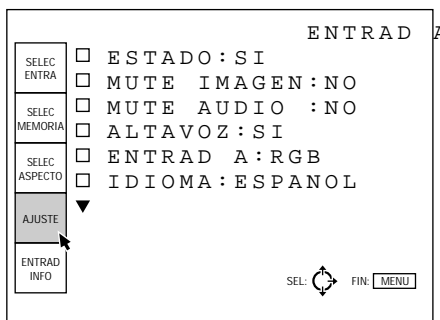 ENTRAD A
SELEC
ENTRA
SELEC
MEMORIA
SELEC
ASPECTO
AJUSTE
ENTRAD
INFO
ESTADO:SI
MUTE IMAGEN:NO
MUTE AUDIO :NO
ALTAVOZ:SI
ENTRAD A:RGB
IDIOMA:ESPANOL
SEL: FIN: MENU